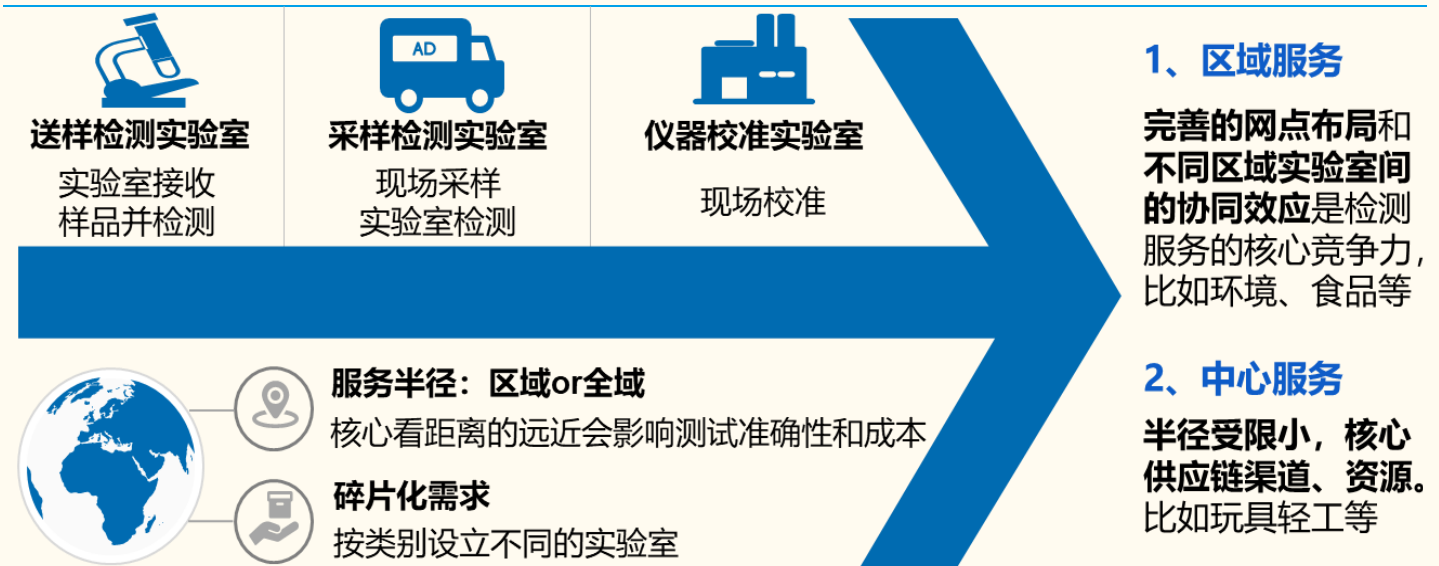 AD
送样检测实验室
实验室接收
样品并检测
采样检测实验室
现场采样
实验室检测
仪器校准实验室
现场校准
服务半径：区域or全域
核心看距离的远近会影响测试准确性和成本
碎片化需求
按类别设立不同的实验室
1、区域服务
完善的网点布局和
不同区域实验室间
的协同效应是检测
服务的核心竞争力，
比如环境、食品等
2、中心服务
半径受限小，核心
供应链渠道、资源。
比如玩具轻工等